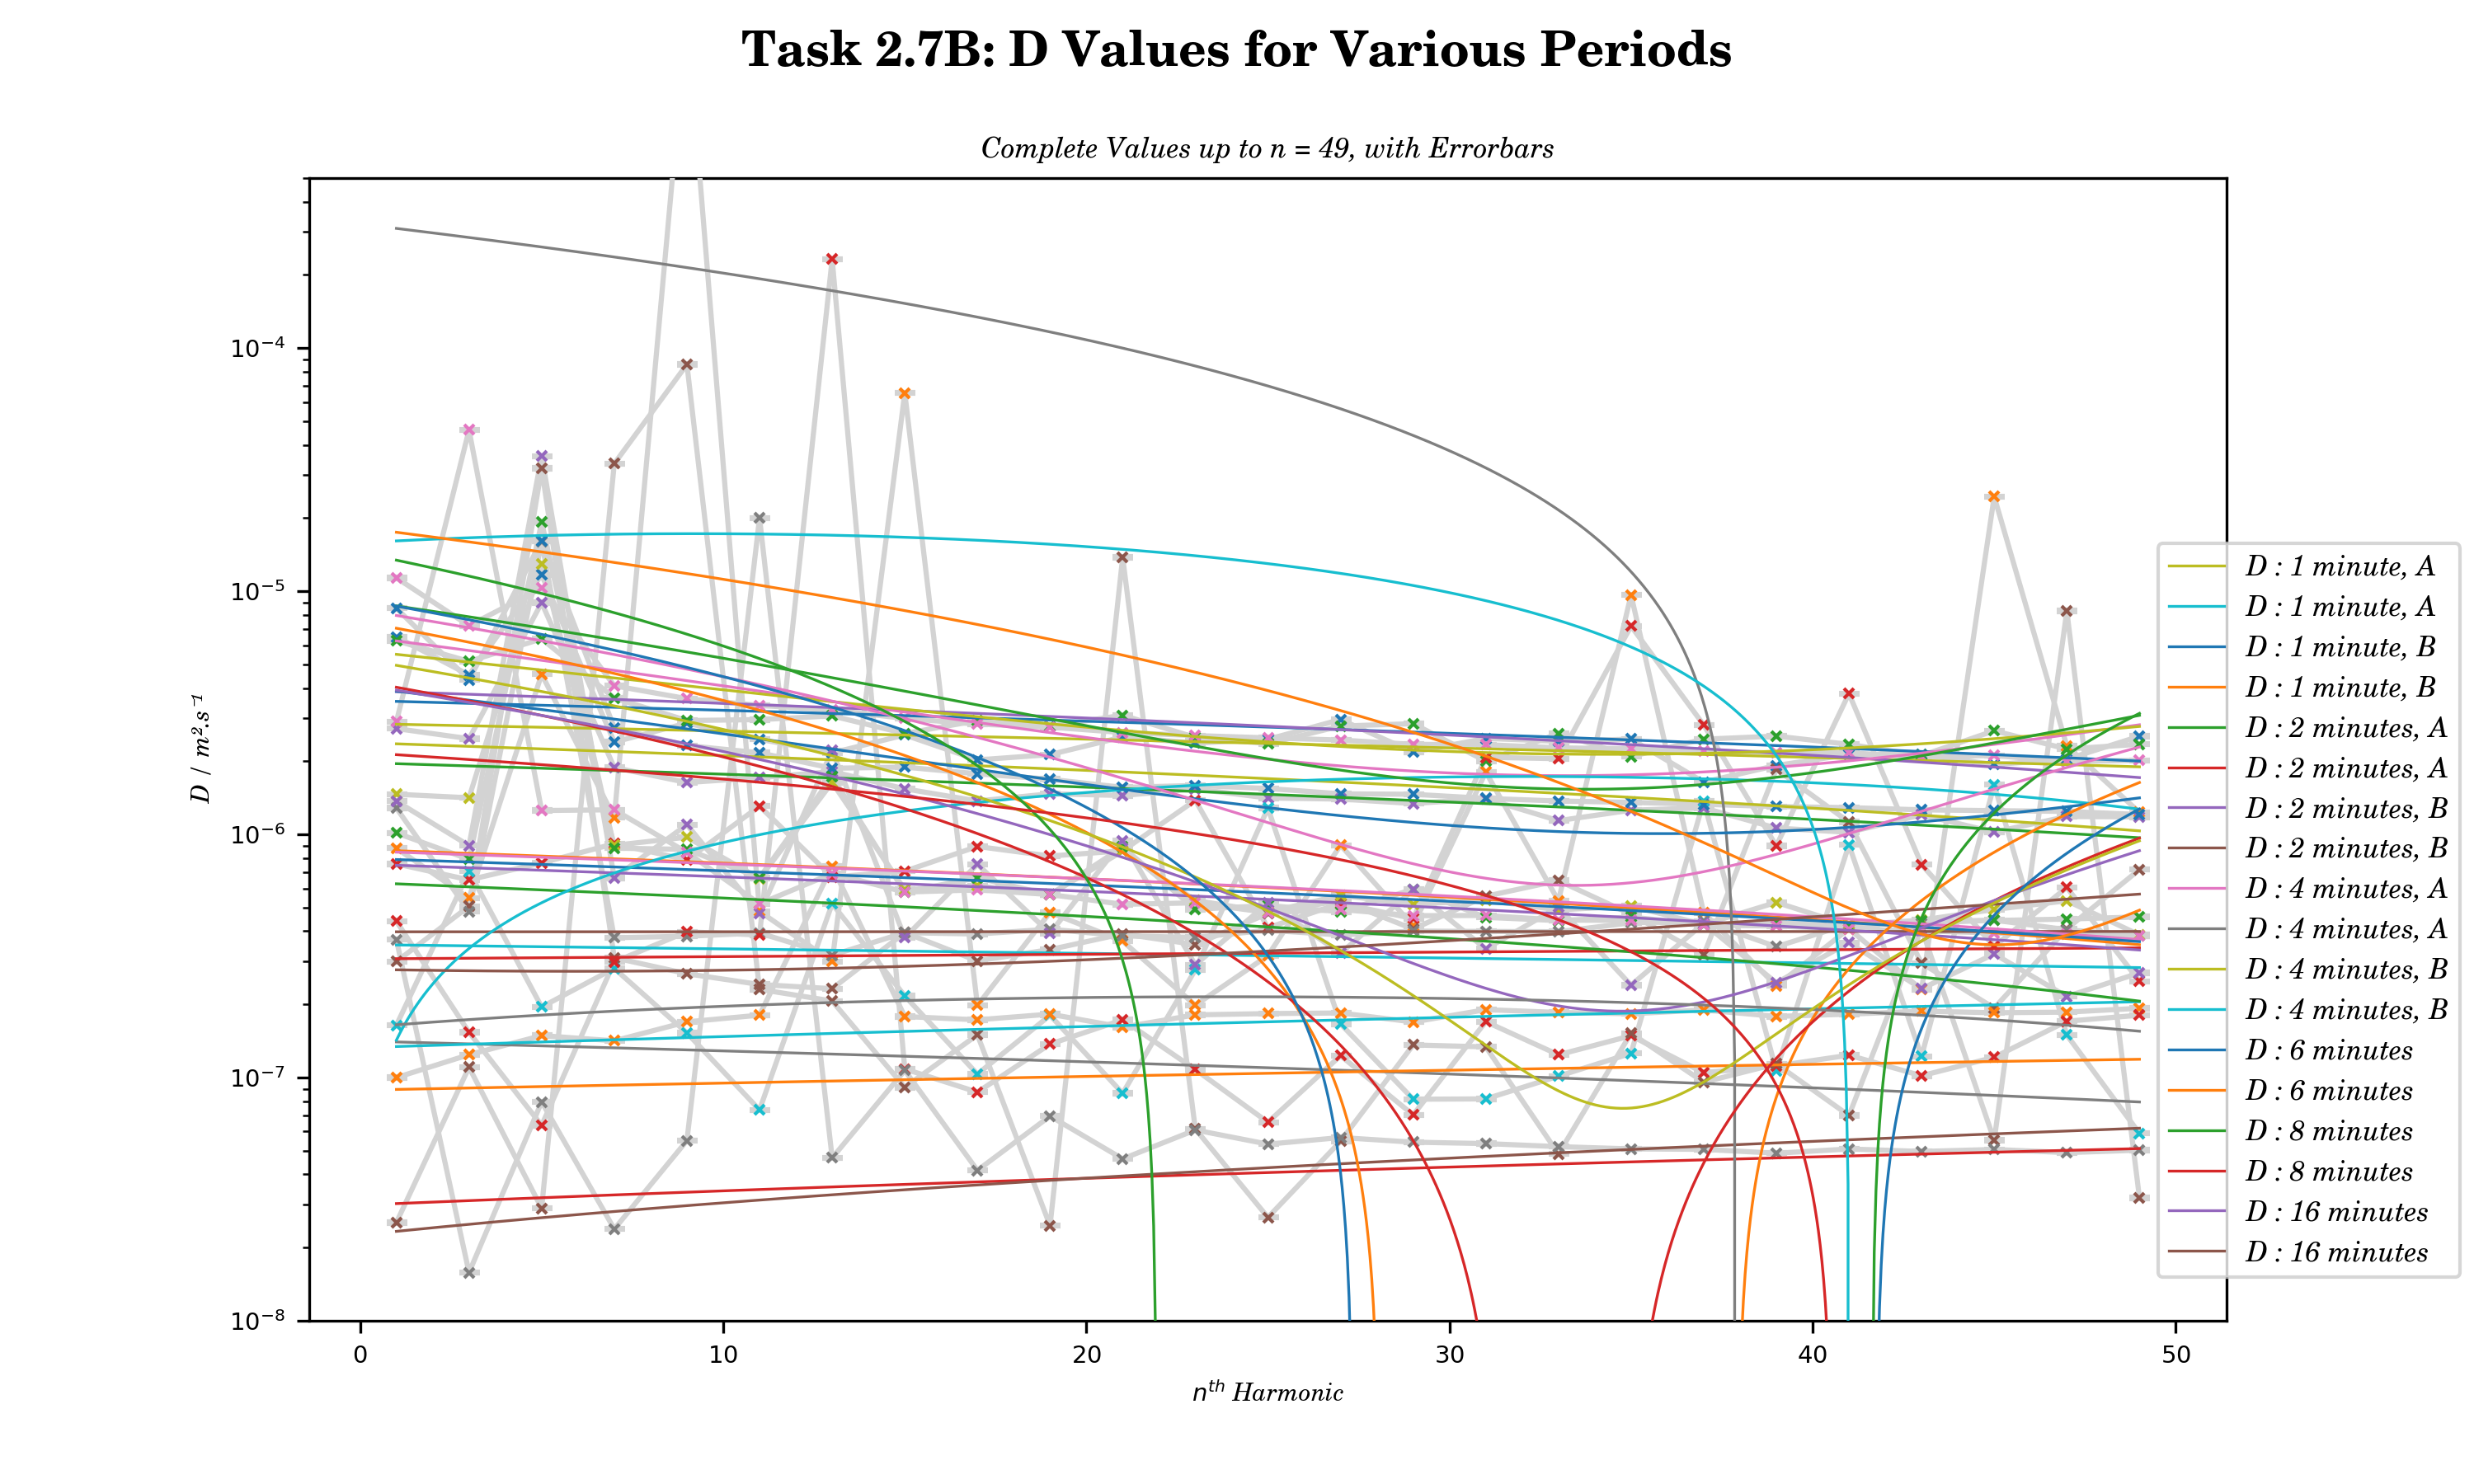 Task 2.7B: D Values for Various Periods
Complete Values up to n = 49, with Errorbars
D / m².s⁻¹
10⁻⁴
10⁻⁵
10⁻⁶
10⁻⁷
10⁻⁸
0 10 20 30 40 50
nᵗʰ Harmonic
D : 1 minute, A
D : 1 minute, A
D : 1 minute, B
D : 1 minute, B
D : 2 minutes, A
D : 2 minutes, A
D : 2 minutes, B
D : 2 minutes, B
D : 4 minutes, A
D : 4 minutes, A
D : 4 minutes, B
D : 4 minutes, B
D : 6 minutes
D : 6 minutes
D : 8 minutes
D : 8 minutes
D : 16 minutes
D : 16 minutes